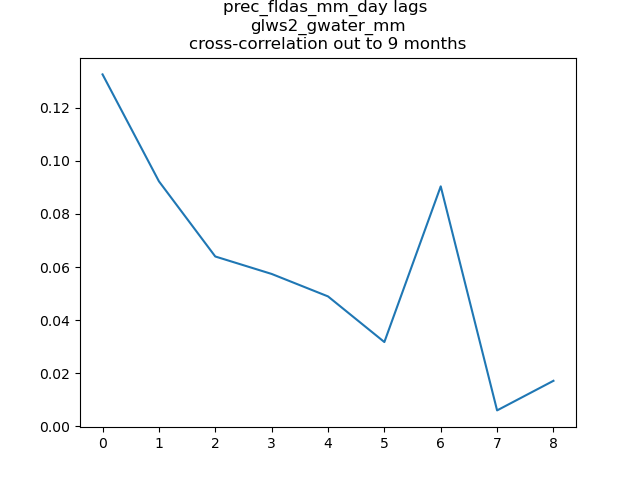 prec_fldas_mm_day lags
glws2_gwater_mm
cross-correlation out to 9 months
0.12
0.10
0.08
0.06
0.04
0.02
0.00
0 1 2 3 4 5 6 7 8